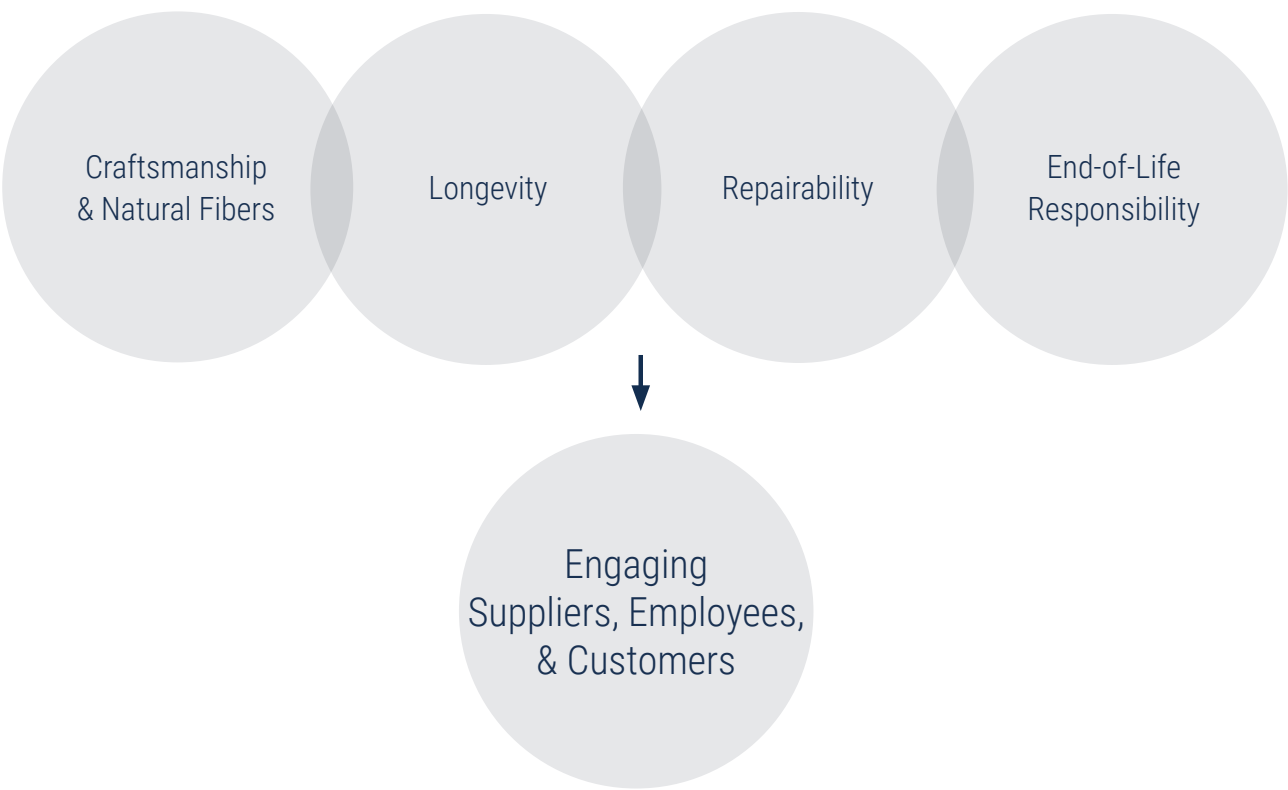 Craftsmanship
& Natural Fibers
Longevity
Repairability
End-of-Life
Responsibility
Engaging
Suppliers, Employees,
& Customers